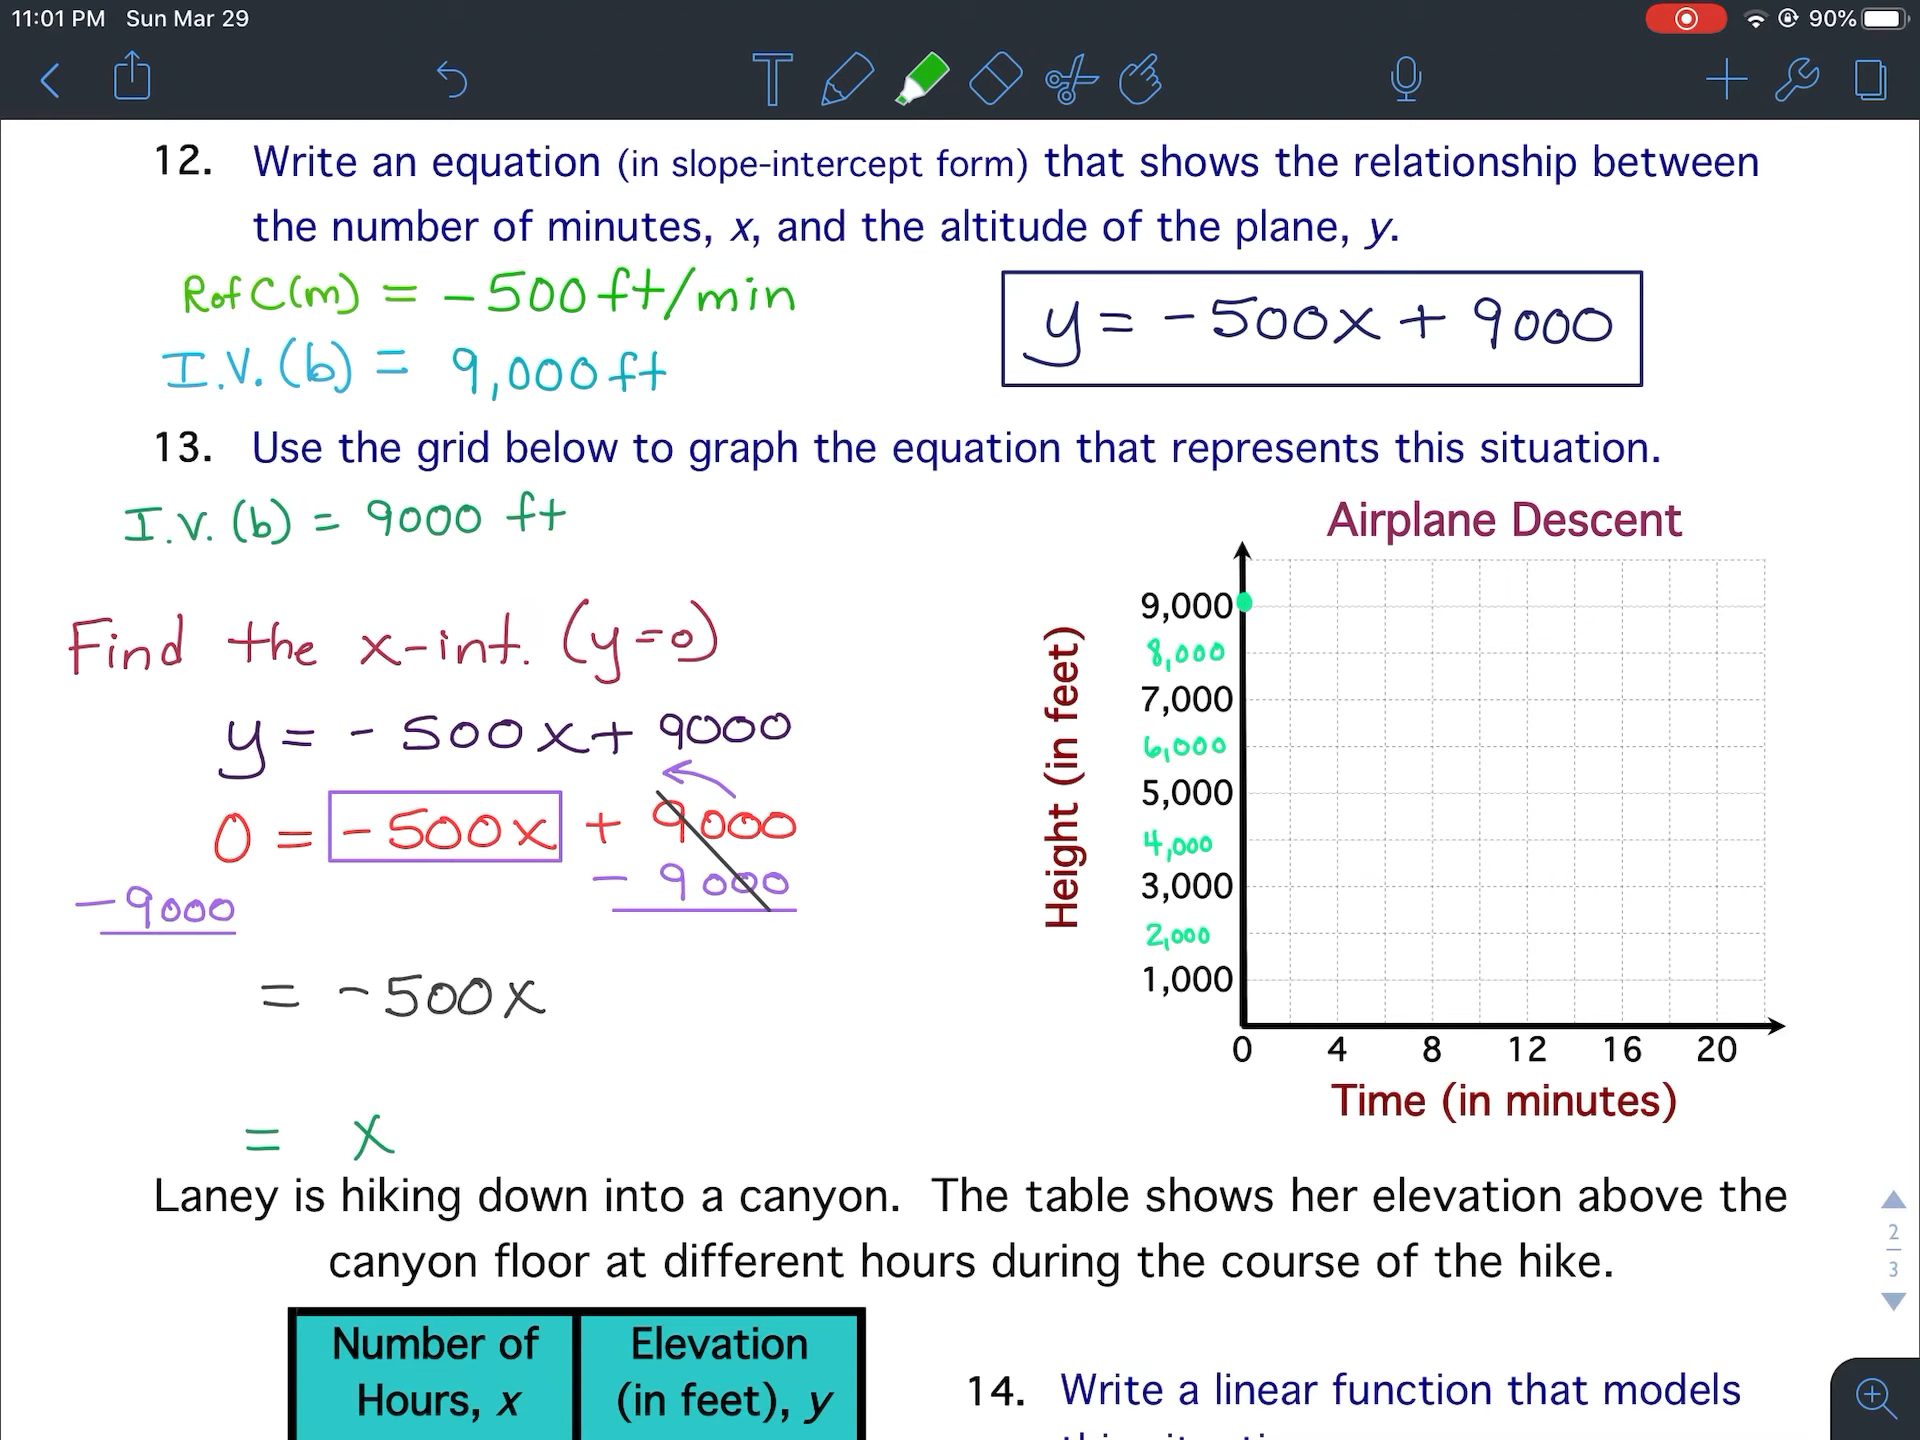 11:01 PM Sun Mar 29
90%
T
12. Write an equation (in slope-intercept form) that shows the relationship between
the number of minutes, x, and the altitude of the plane, y.
R of C (m) = -500 ft/min
I.V. (b) = 9,000 ft
y = -500x + 9000
13. Use the grid below to graph the equation that represents this situation.
I.V. (b) = 9000 ft
Find the x-int. (y=0)
y = - 500x + 9000
0 = -500x + 9000
-9000 - 9000
= -500x
= x
Airplane Descent
Height (in feet)
9,000
8,000
7,000
6,000
5,000
4,000
3,000
2,000
1,000
0 4 8 12 16 20
Time (in minutes)
Laney is hiking down into a canyon. The table shows her elevation above the
canyon floor at different hours during the course of the hike.
Number of
Hours, x
Elevation
(in feet), y
14. Write a linear function that models
2
3